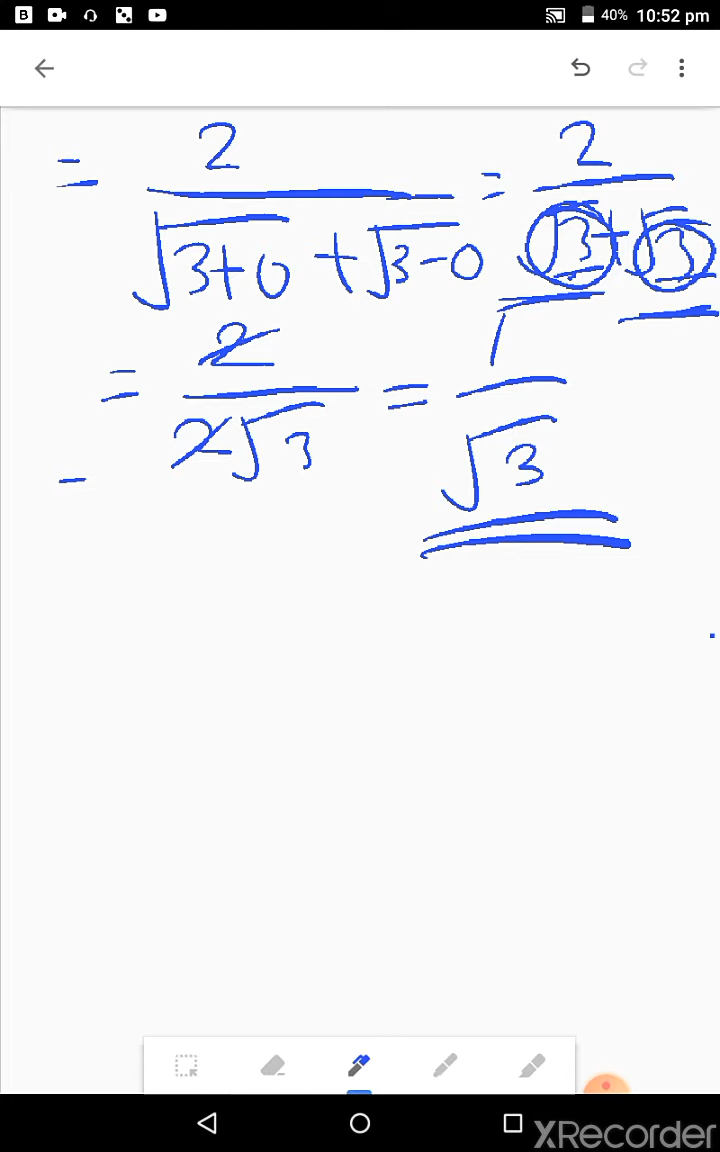 B 40% 10:52 pm
= 2/(√(3+0) + √(3-0)) = 2/(√3 + √3)
= 2/(2√3) = 1/√3
-
XRecorder